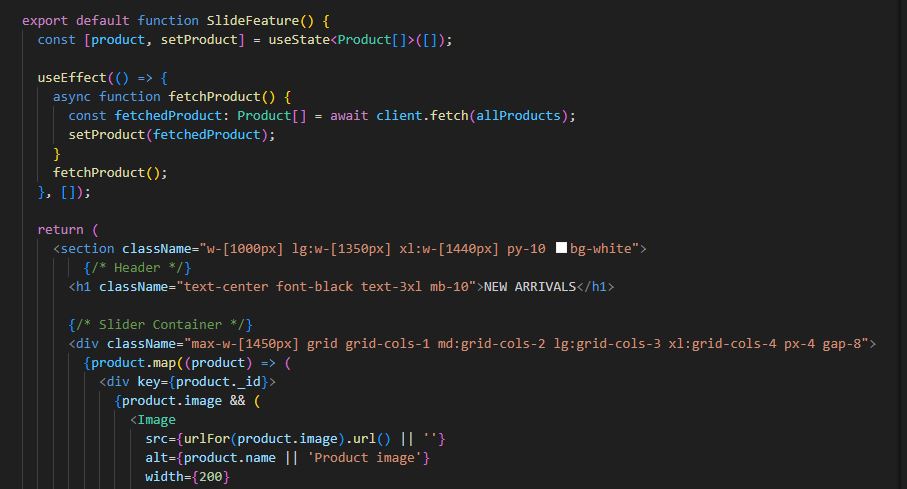 export default function SlideFeature() {
const [product, setProduct] = useState<Product[]>([]);
useEffect(() => {
async function fetchProduct() {
const fetchedProduct: Product[] = await client.fetch(allProducts);
setProduct(fetchedProduct);
}
fetchProduct();
}, []);
return (
<section className="w-[1000px] lg:w-[1350px] xl:w-[1440px] py-10 bg-white">
{/* Header */}
<h1 className="text-center font-black text-3xl mb-10">NEW ARRIVALS</h1>
{/* Slider Container */}
<div className="max-w-[1450px] grid grid-cols-1 md:grid-cols-2 lg:grid-cols-3 xl:grid-cols-4 px-4 gap-8">
{product.map((product) => (
<div key={product._id}>
{product.image && (
<Image
src={urlFor(product.image).url() || ''}
alt={product.name || 'Product image'}
width={200}